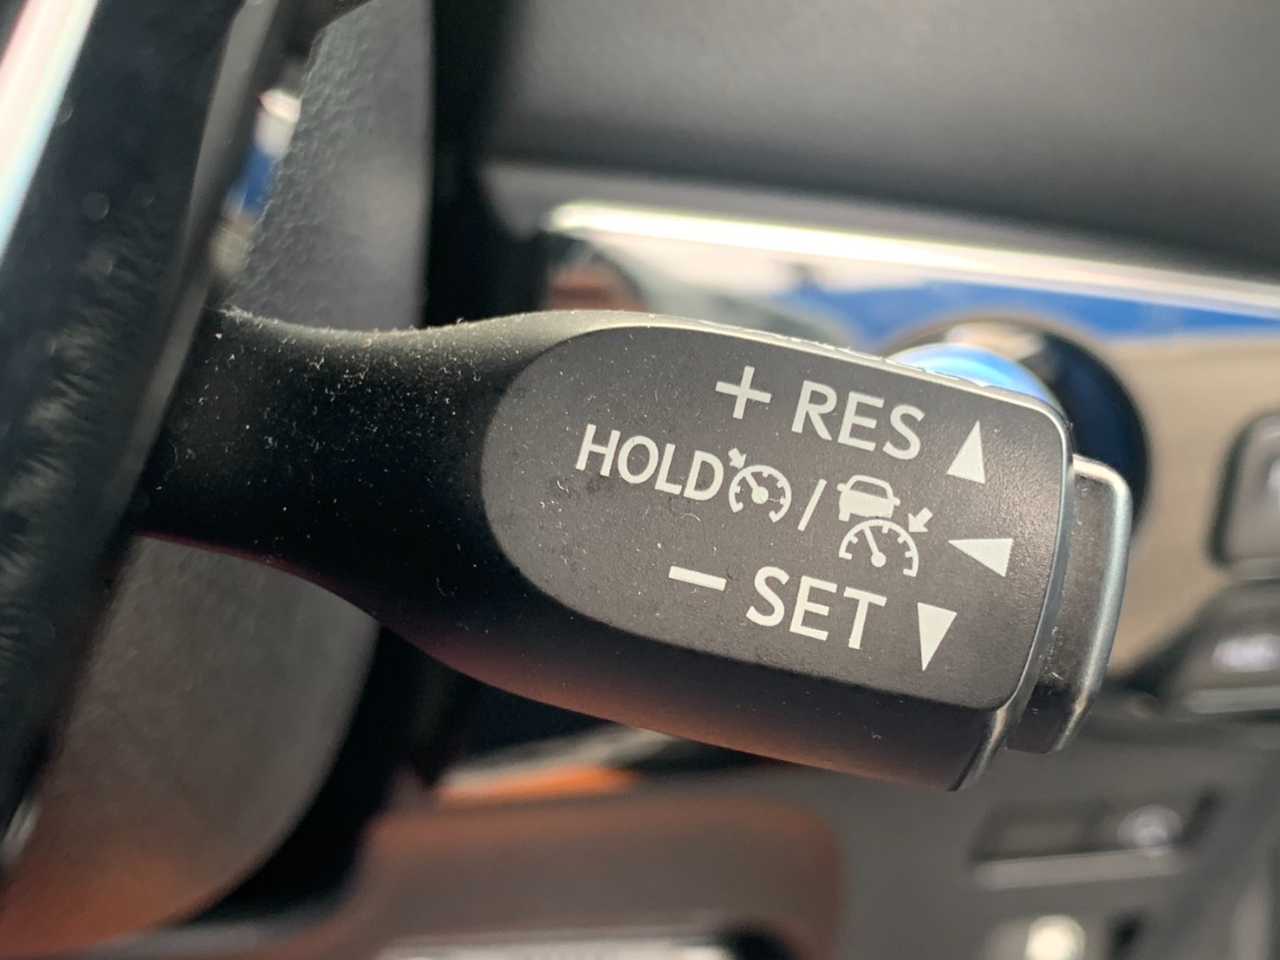 + RES
HOLD /
− SET